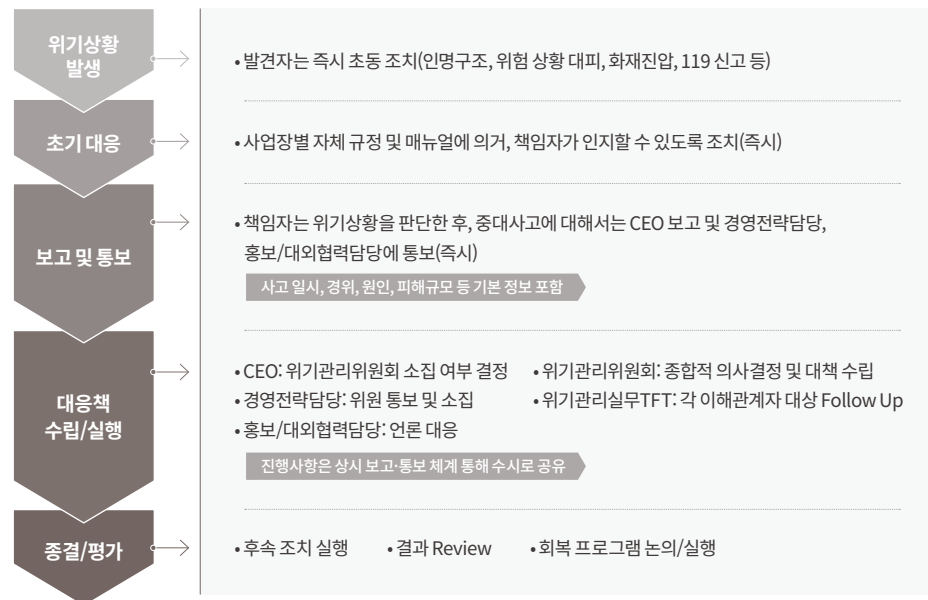 위기상황
발생
• 발견자는 즉시 초동 조치(인명구조, 위험 상황 대피, 화재진압, 119 신고 등)
초기 대응
• 사업장별 자체 규정 및 매뉴얼에 의거, 책임자가 인지할 수 있도록 조치(즉시)
보고 및 통보
• 책임자는 위기상황을 판단한 후, 중대사고에 대해서는 CEO 보고 및 경영전략담당,
홍보/대외협력담당에 통보(즉시)
사고 일시, 경위, 원인, 피해규모 등 기본 정보 포함
대응책
수립/실행
• CEO: 위기관리위원회 소집 여부 결정
• 경영전략담당: 위원 통보 및 소집
• 홍보/대외협력담당: 언론 대응
• 위기관리위원회: 종합적 의사결정 및 대책 수립
• 위기관리실무TFT: 각 이해관계자 대상 Follow Up
진행사항은 상시 보고·통보 체계 통해 수시로 공유
종결/평가
• 후속 조치 실행 • 결과 Review • 회복 프로그램 논의/실행